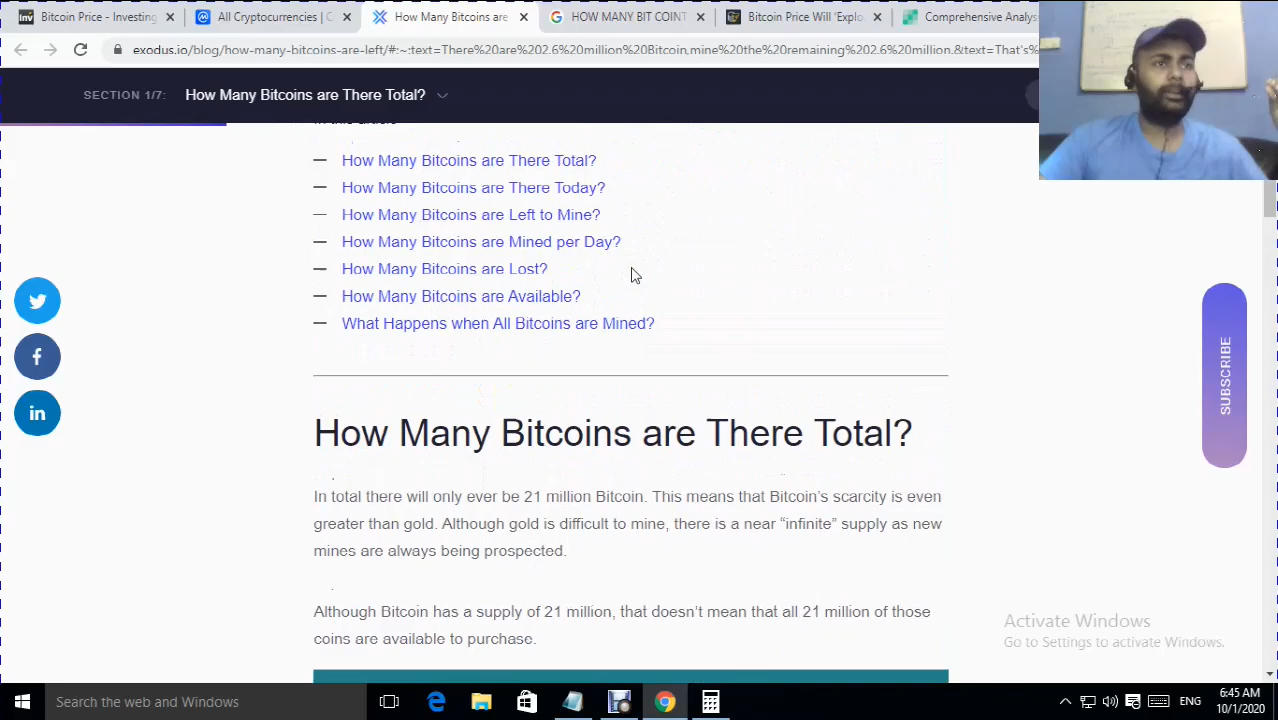 Bitcoin Price - Investing
All Cryptocurrencies | C
How Many Bitcoins are
HOW MANY BIT COINT
Bitcoin Price Will 'Explo
Comprehensive Analys
exodus.io/blog/how-many-bitcoins-are-left/#:~:text=There%20are%202.6%20million%20Bitcoin,mine%20the%20remaining%202.6%20million.&text=That's%
SECTION 1/7:
How Many Bitcoins are There Total?
In this article
How Many Bitcoins are There Total?
How Many Bitcoins are There Today?
How Many Bitcoins are Left to Mine?
How Many Bitcoins are Mined per Day?
How Many Bitcoins are Lost?
How Many Bitcoins are Available?
What Happens when All Bitcoins are Mined?
SUBSCRIBE
How Many Bitcoins are There Total?
In total there will only ever be 21 million Bitcoin. This means that Bitcoin's scarcity is even
greater than gold. Although gold is difficult to mine, there is a near “infinite” supply as new
mines are always being prospected.
Although Bitcoin has a supply of 21 million, that doesn't mean that all 21 million of those
coins are available to purchase.
Activate Windows
Go to Settings to activate Windows.
Search the web and Windows
ENG
6:45 AM
10/1/2020